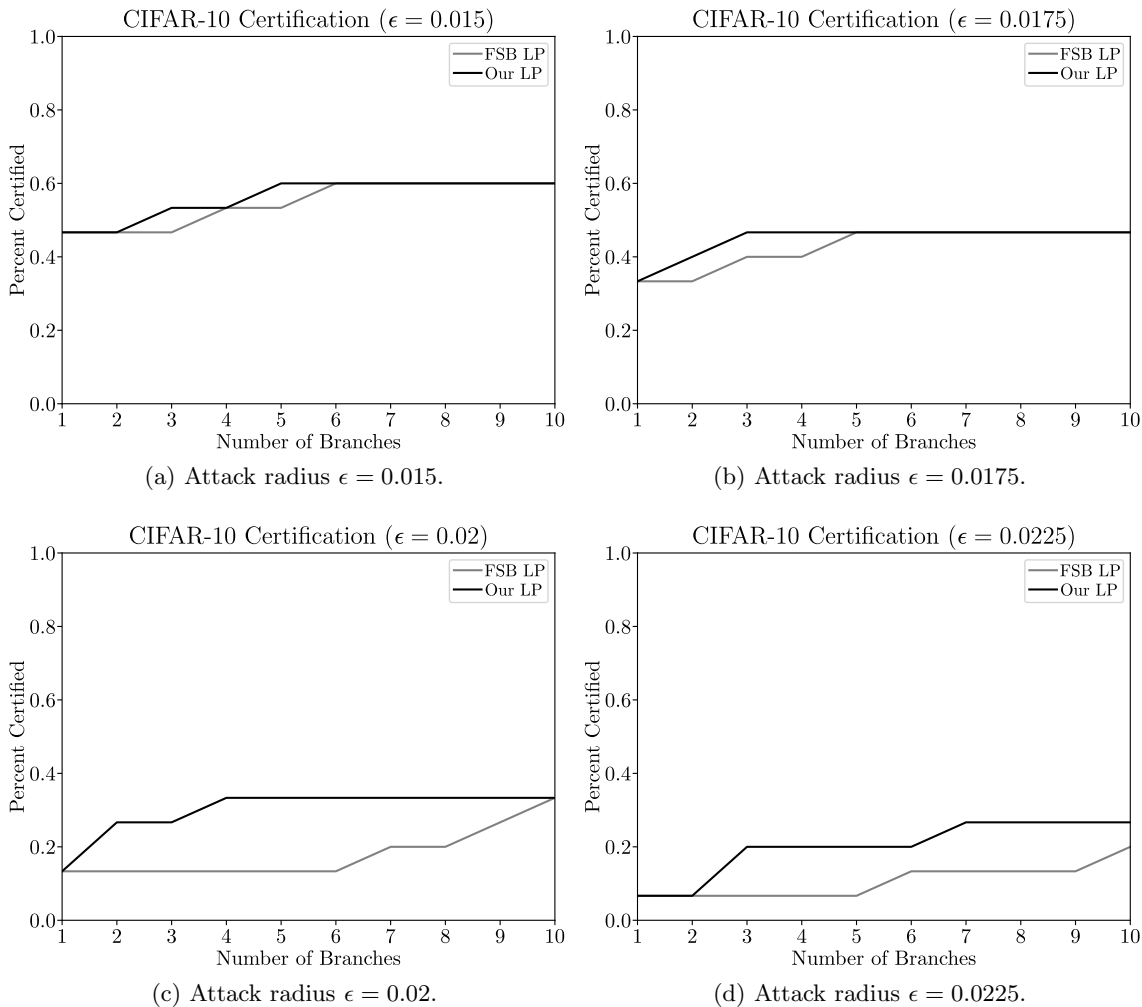 CIFAR-10 Certification (ϵ = 0.015)
1.0
0.8
0.6
0.4
0.2
0.0
Percent Certified
FSB LP
Our LP
1 2 3 4 5 6 7 8 9 10
Number of Branches
(a) Attack radius ϵ = 0.015.
CIFAR-10 Certification (ϵ = 0.0175)
1.0
0.8
0.6
0.4
0.2
0.0
Percent Certified
FSB LP
Our LP
1 2 3 4 5 6 7 8 9 10
Number of Branches
(b) Attack radius ϵ = 0.0175.
CIFAR-10 Certification (ϵ = 0.02)
1.0
0.8
0.6
0.4
0.2
0.0
Percent Certified
FSB LP
Our LP
1 2 3 4 5 6 7 8 9 10
Number of Branches
(c) Attack radius ϵ = 0.02.
CIFAR-10 Certification (ϵ = 0.0225)
1.0
0.8
0.6
0.4
0.2
0.0
Percent Certified
FSB LP
Our LP
1 2 3 4 5 6 7 8 9 10
Number of Branches
(d) Attack radius ϵ = 0.0225.